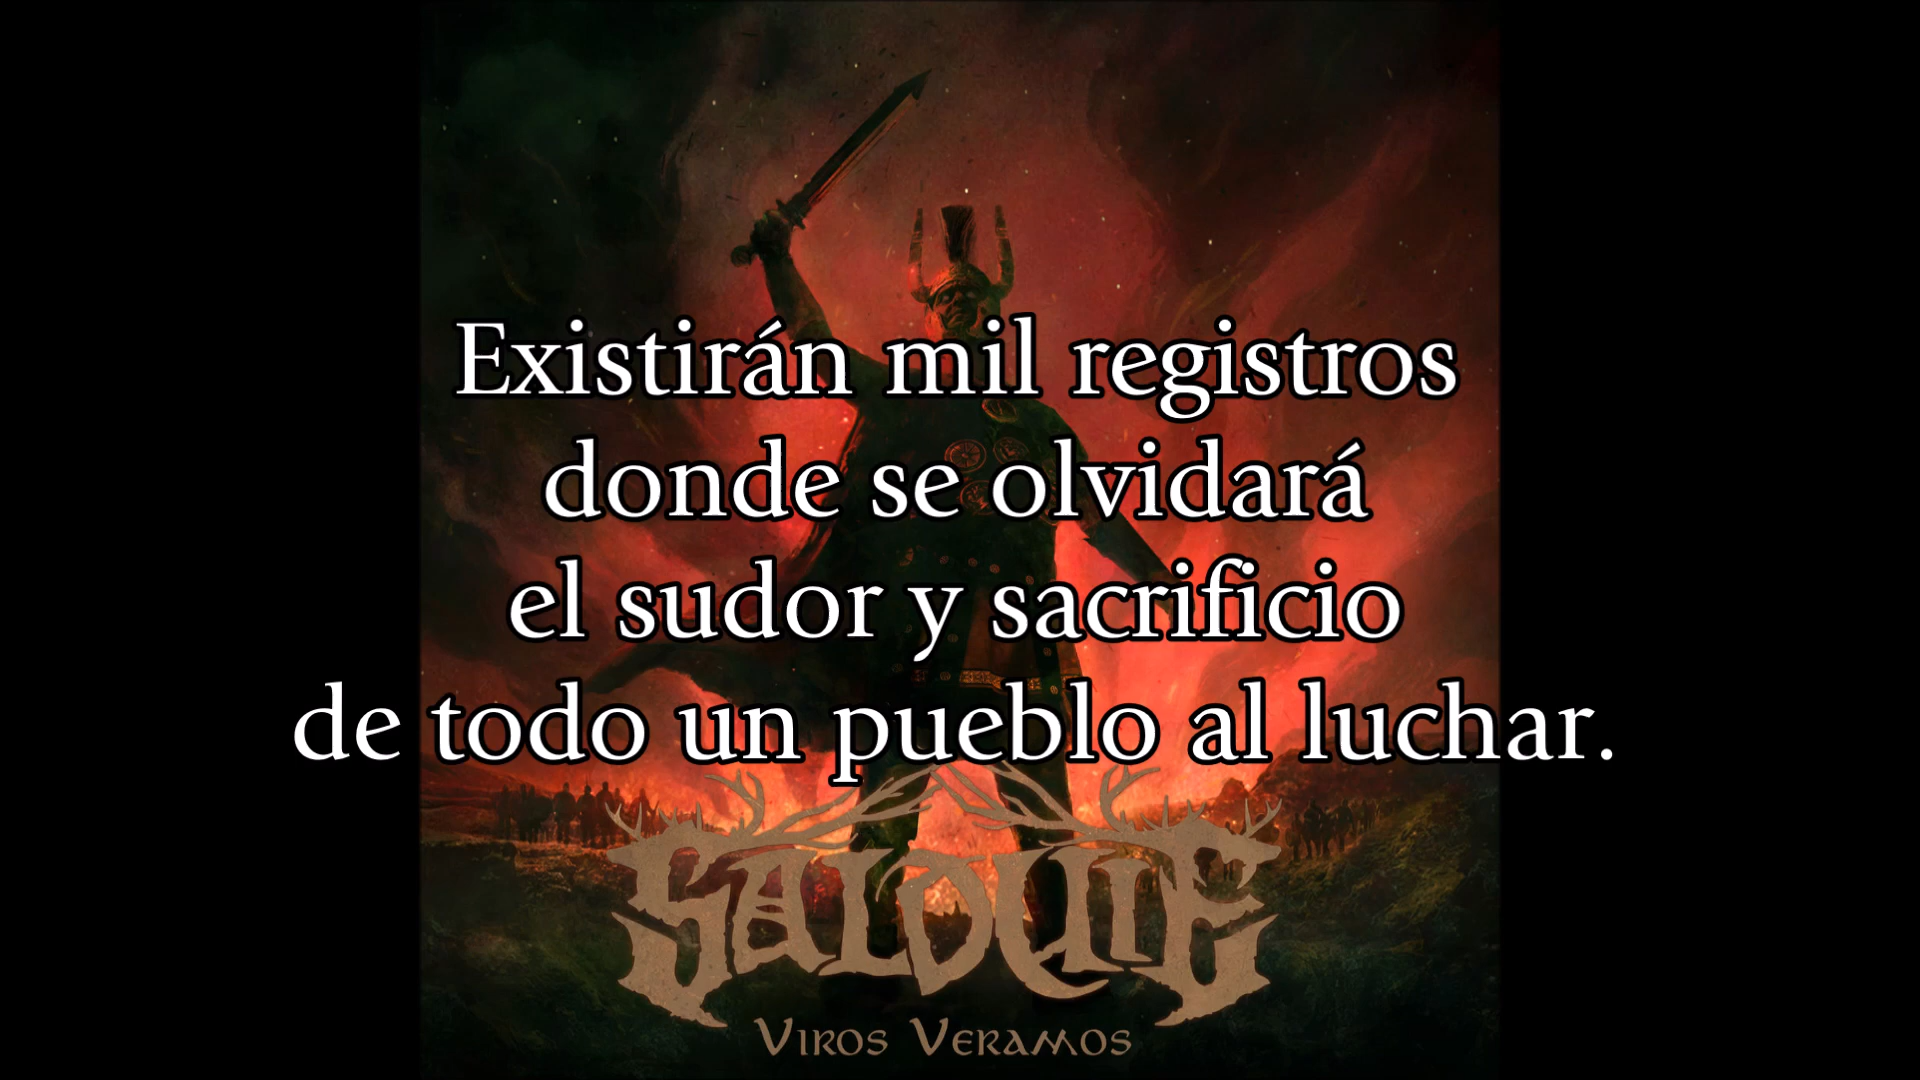 Existirán mil registros
donde se olvidará
el sudor y sacrificio
de todo un pueblo al luchar.
SALDUIE
VIROS VERAMOS